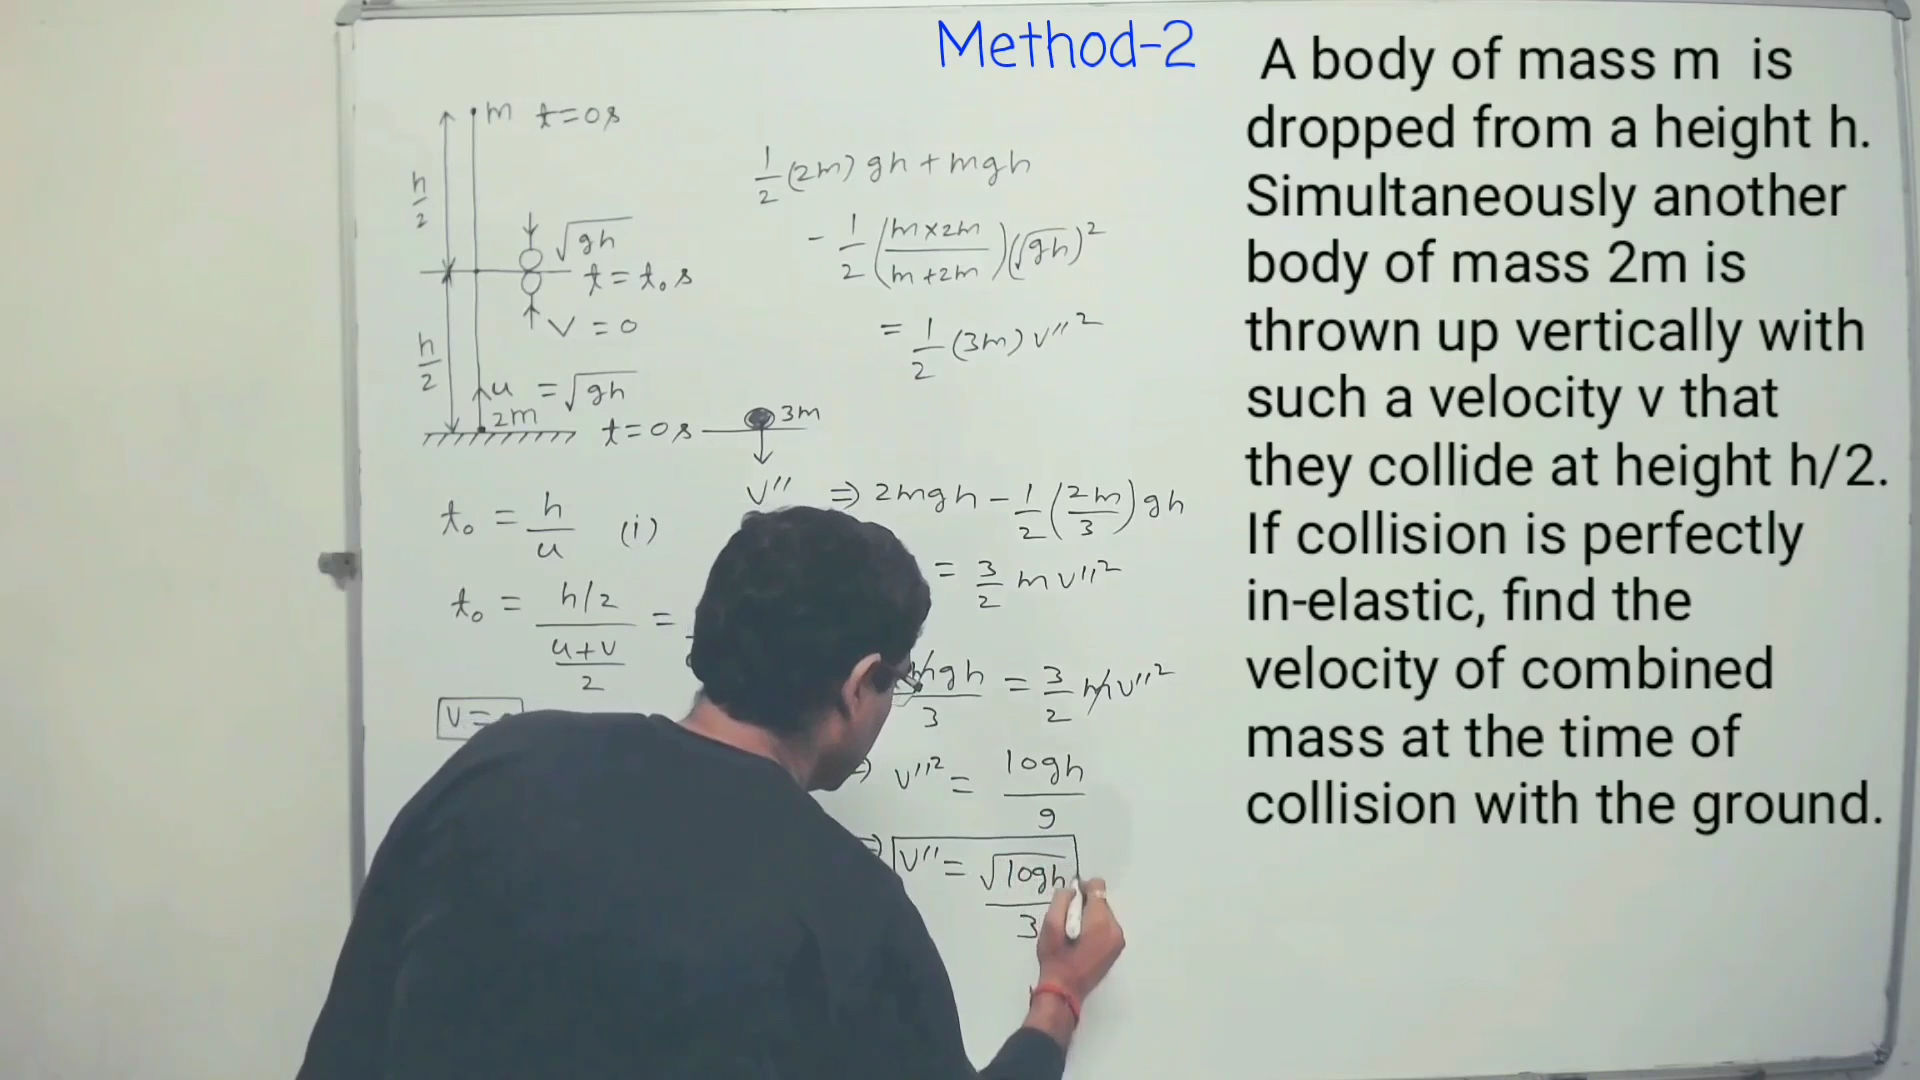 Method-2
A body of mass m is
dropped from a height h.
Simultaneously another
body of mass 2m is
thrown up vertically with
such a velocity v that
they collide at height h/2.
If collision is perfectly
in-elastic, find the
velocity of combined
mass at the time of
collision with the ground.
m t=0s
h/2
√gh
t=t₀s
V=0
h/2
u = √gh
2m
t=0s
3m
V''
t₀ = h/u (i)
t₀ = (h/2)/((u+v)/2) =
V=
1/2 (2m) gh + mgh
- 1/2 ((m×2m)/(m+2m)) (√gh)²
= 1/2 (3m) v''²
⇒ 2mgh - 1/2 (2m/3) gh
= 3/2 m v''²
mgh/3 = 3/2 m v''²
⇒ v''² = 10gh/9
⇒ V'' = √10gh/3